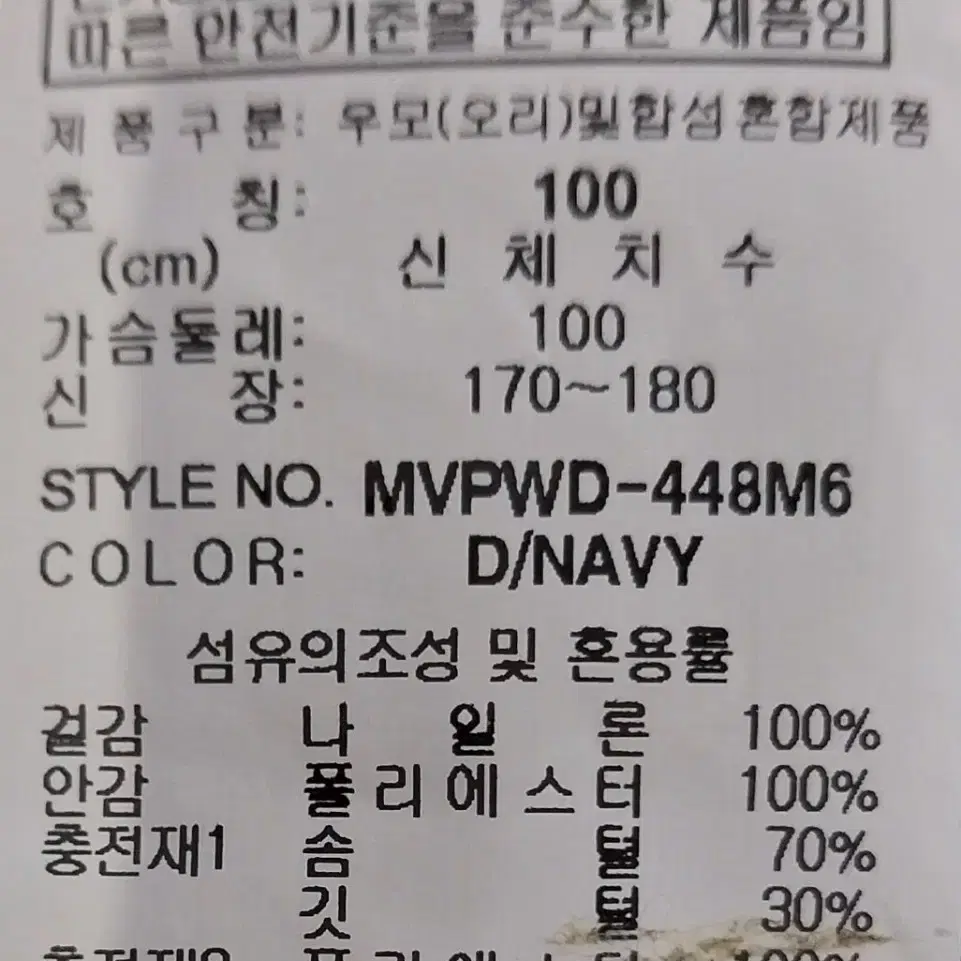 따른 안전기준을 준수한 제품임
제 품 구 분: 우모(오리)및합성혼합제품
호 칭: 100
(cm) 신 체 치 수
가슴둘레: 100
신 장: 170~180
STYLE NO. MVPWD-448M6
COLOR: D/NAVY
섬유의조성 및 혼용률
겉감 나 일 론 100%
안감 폴 리 에 스 터 100%
충전재1 솜 털 70%
깃 털 30%